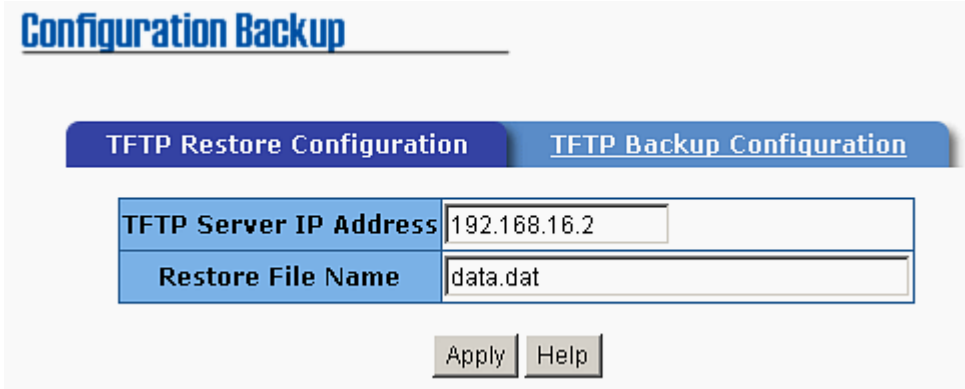 Configuration Backup
TFTP Restore Configuration TFTP Backup Configuration
TFTP Server IP Address 192.168.16.2
Restore File Name data.dat
Apply Help